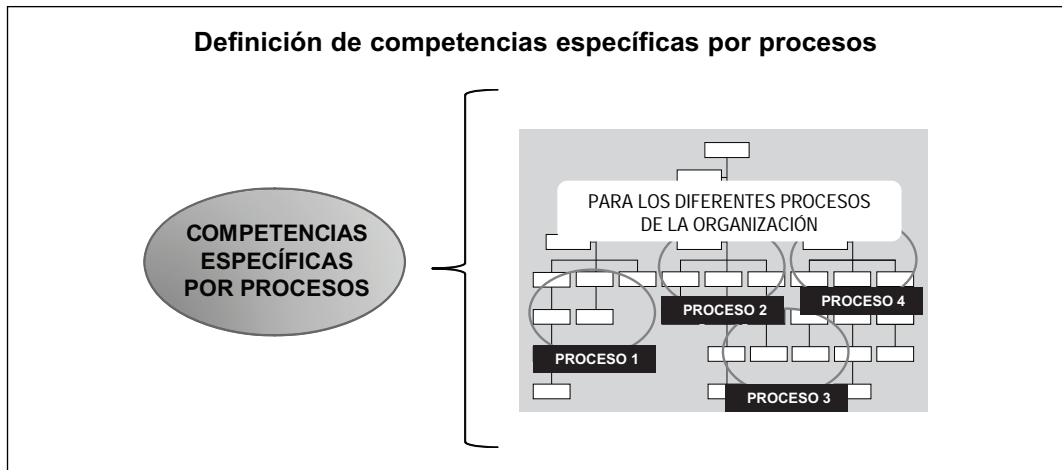 Definición de competencias específicas por procesos
COMPETENCIAS
ESPECÍFICAS
POR PROCESOS
PARA LOS DIFERENTES PROCESOS
DE LA ORGANIZACIÓN
PROCESO 1
PROCESO 2
PROCESO 3
PROCESO 4